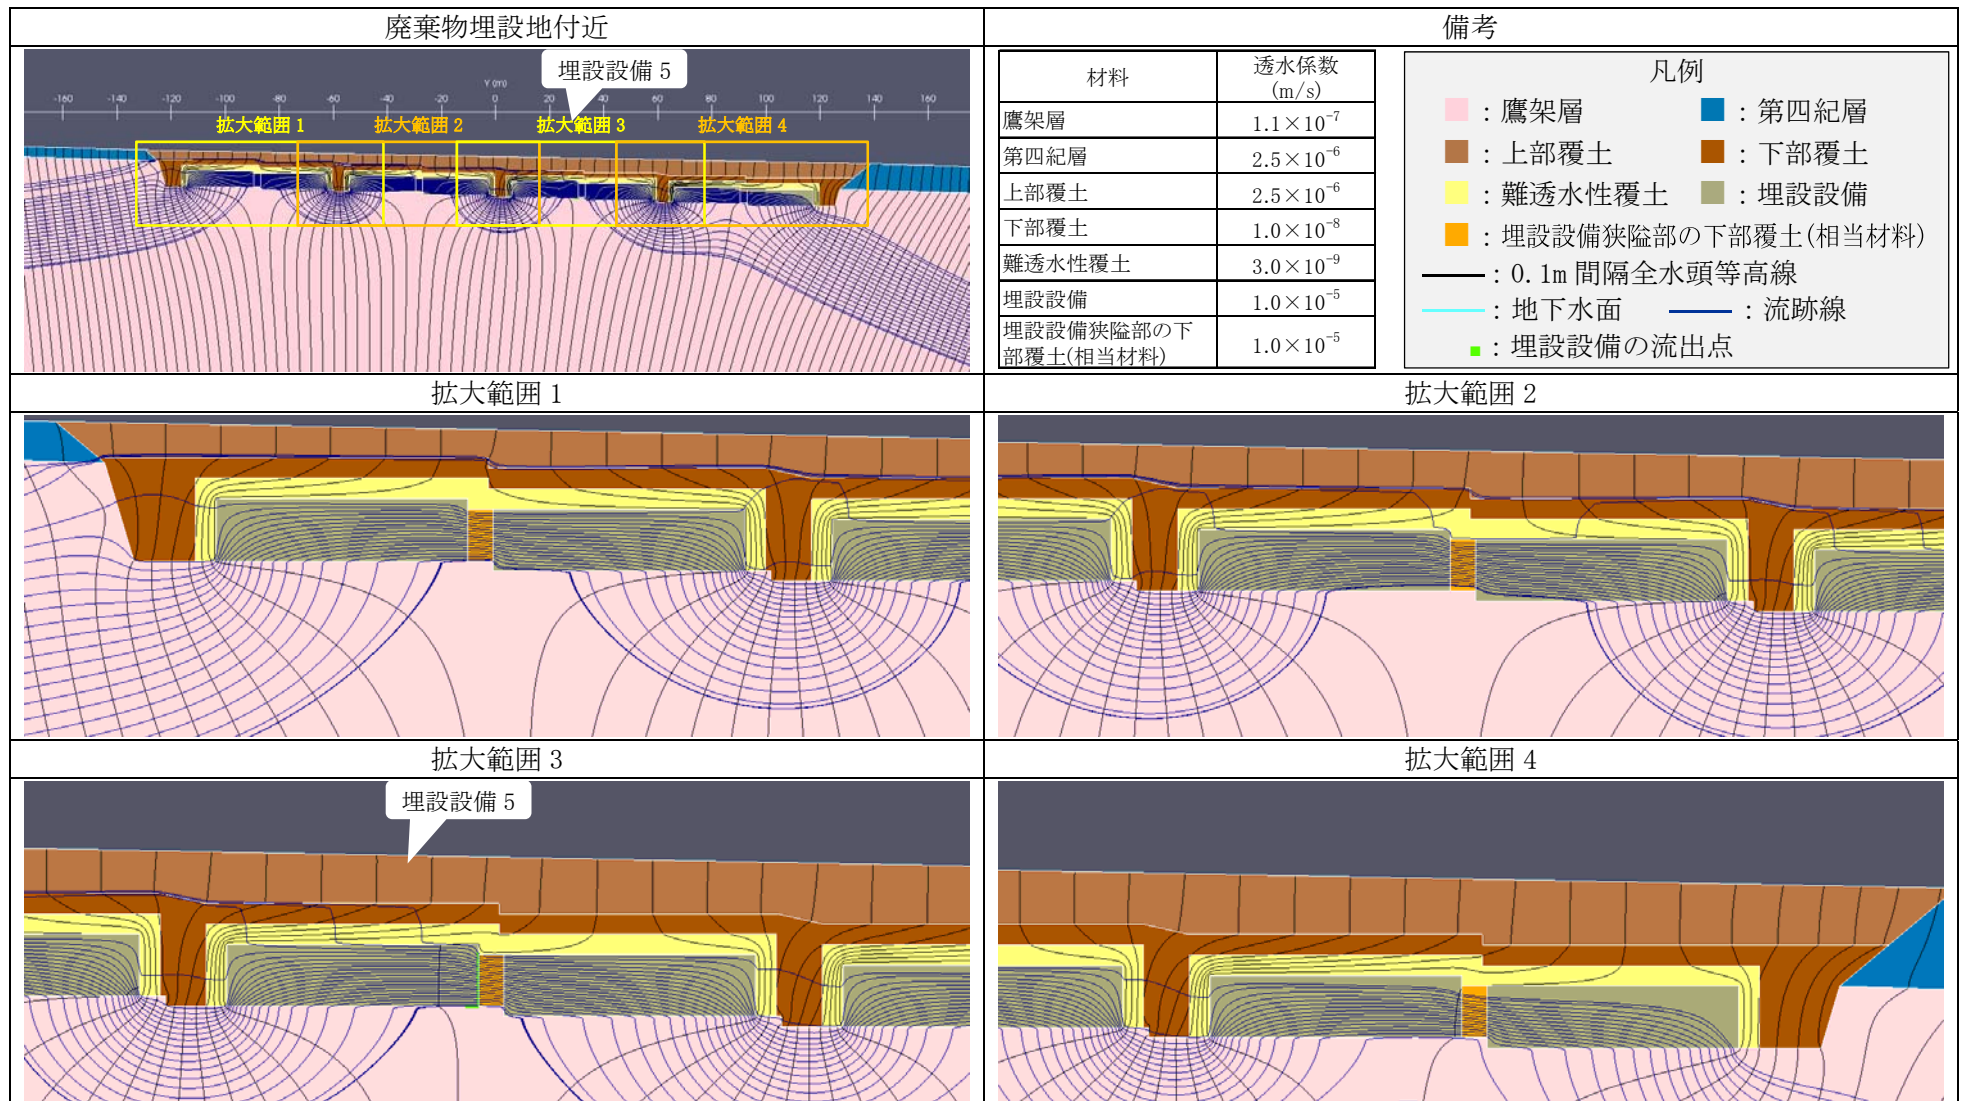 廃棄物埋設地付近
備考
埋設設備 5
Y (m)
-160 -140 -120 -100 -80 -60 -40 -20 0 20 40 60 80 100 120 140 160
拡大範囲 1 拡大範囲 2 拡大範囲 3 拡大範囲 4
材料 透水係数
(m/s)
鷹架層 1.1×10⁻⁷
第四紀層 2.5×10⁻⁶
上部覆土 2.5×10⁻⁶
下部覆土 1.0×10⁻⁸
難透水性覆土 3.0×10⁻⁹
埋設設備 1.0×10⁻⁵
埋設設備狭隘部の下
部覆土(相当材料) 1.0×10⁻⁵
凡例
：鷹架層 ：第四紀層
：上部覆土 ：下部覆土
：難透水性覆土 ：埋設設備
：埋設設備狭隘部の下部覆土(相当材料)
：0.1m 間隔全水頭等高線
：地下水面 ：流跡線
：埋設設備の流出点
拡大範囲 1
拡大範囲 2
拡大範囲 3
拡大範囲 4
埋設設備 5